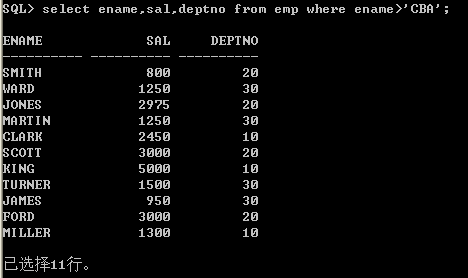 SQL> select ename,sal,deptno from emp where ename>'CBA';
ENAME SAL DEPTNO
---------- ---------- ----------
SMITH 800 20
WARD 1250 30
JONES 2975 20
MARTIN 1250 30
CLARK 2450 10
SCOTT 3000 20
KING 5000 10
TURNER 1500 30
JAMES 950 30
FORD 3000 20
MILLER 1300 10
已选择11行。